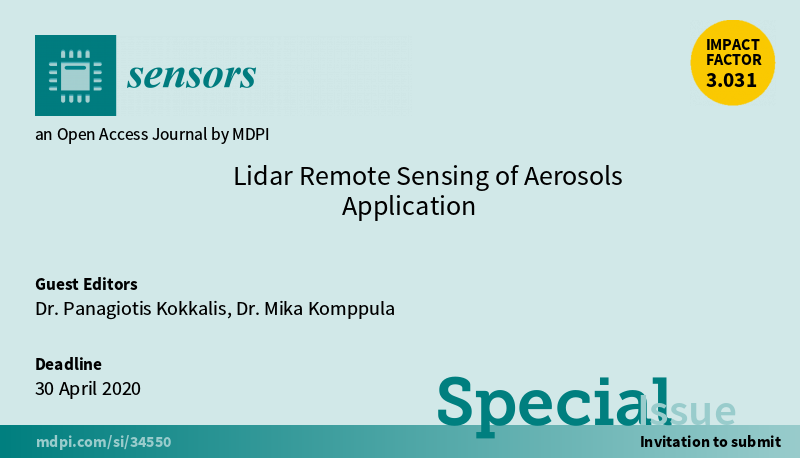 sensors
IMPACT
FACTOR
3.031
an Open Access Journal by MDPI
Lidar Remote Sensing of Aerosols
Application
Guest Editors
Dr. Panagiotis Kokkalis, Dr. Mika Komppula
Deadline
30 April 2020
Special Issue
mdpi.com/si/34550
Invitation to submit